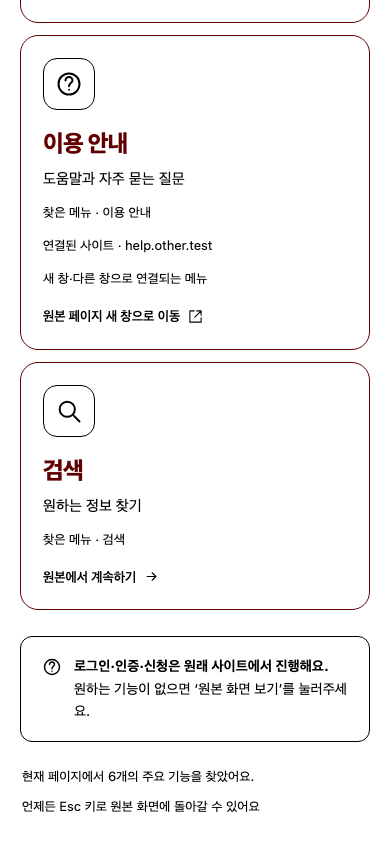 이용 안내
도움말과 자주 묻는 질문
찾은 메뉴 · 이용 안내
연결된 사이트 · help.other.test
새 창·다른 창으로 연결되는 메뉴
원본 페이지 새 창으로 이동
검색
원하는 정보 찾기
찾은 메뉴 · 검색
원본에서 계속하기
로그인·인증·신청은 원래 사이트에서 진행해요.
원하는 기능이 없으면 ‘원본 화면 보기’를 눌러주세
요.
현재 페이지에서 6개의 주요 기능을 찾았어요.
언제든 Esc 키로 원본 화면에 돌아갈 수 있어요